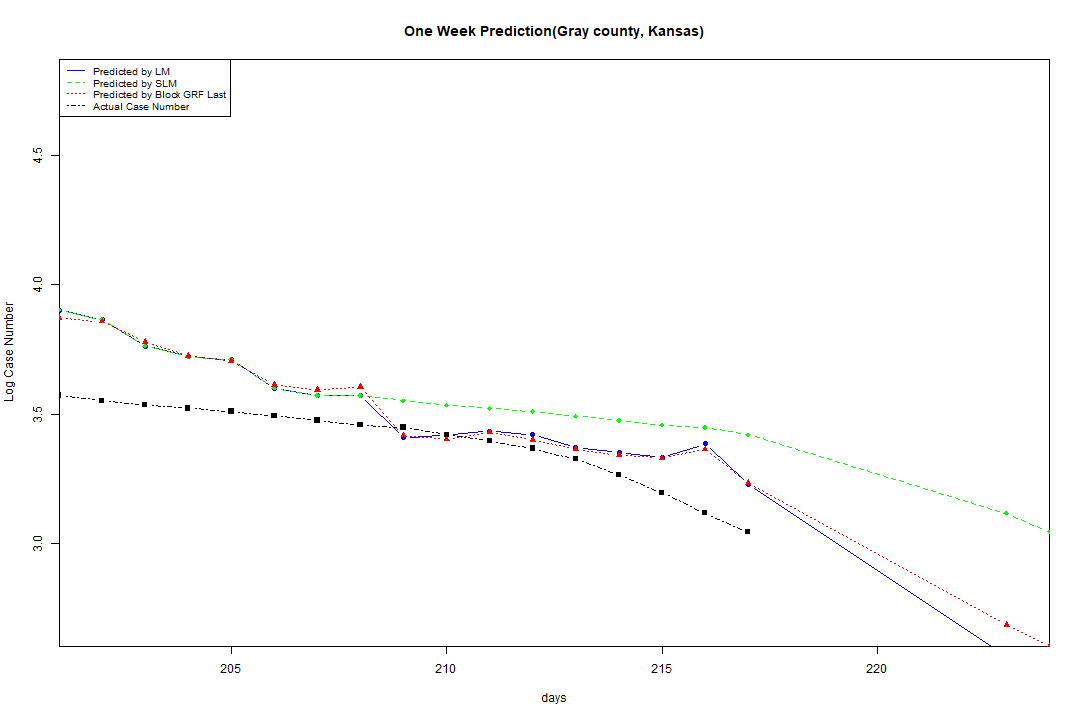 One Week Prediction(Gray county, Kansas)
Predicted by LM
Predicted by SLM
Predicted by Block GRF Last
Actual Case Number
4.5
4.0
3.5
3.0
Log Case Number
205 210 215 220
days